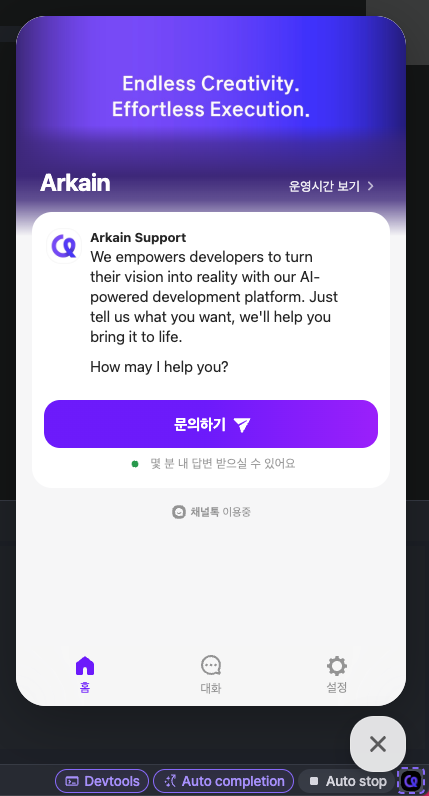 Endless Creativity.
Effortless Execution.
Arkain
운영시간 보기
Arkain Support
We empowers developers to turn
their vision into reality with our AI-
powered development platform. Just
tell us what you want, we'll help you
bring it to life.
How may I help you?
문의하기
몇 분 내 답변 받으실 수 있어요
채널톡 이용중
홈
대화
설정
Devtools
Auto completion
Auto stop